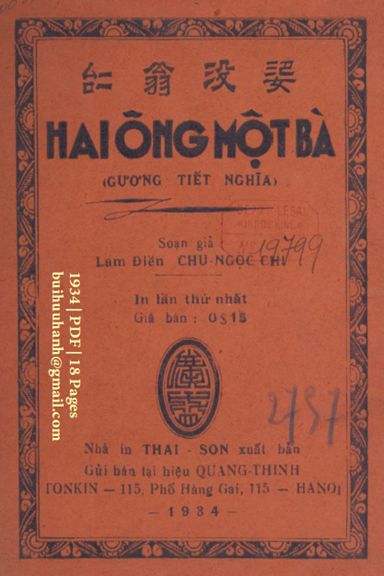 翁 没 婆
HAI ÔNG MỘT BÀ
(GƯƠNG TIẾT NGHĨA)
Soạn giả :
Lam Điền CHU-NGỌC-CHI
19799
In lần thứ nhất
Giá bán : 0$15
2737
Nhà in THAI-SON xuất bản
Gửi bán tại hiệu QUANG-THINH
TONKIN — 115, Phố Hàng Gai, 115 — HANOI
— 1934 —
1934 | PDF | 18 Pages
buihuuhanh@gmail.com